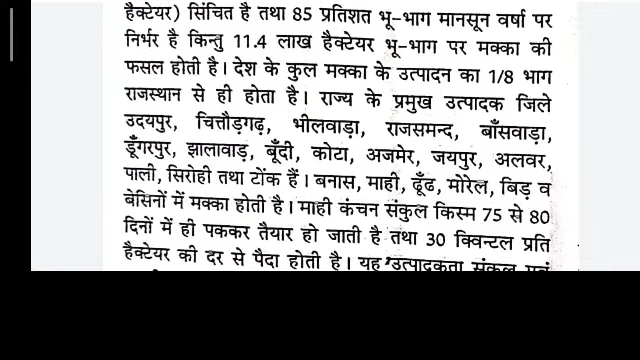 हैक्टेयर) सिंचित है तथा 85 प्रतिशत भू-भाग मानसून वर्षा पर
निर्भर है किन्तु 11.4 लाख हैक्टेयर भू-भाग पर मक्का की
फसल होती है। देश के कुल मक्का के उत्पादन का 1/8 भाग
राजस्थान से ही होता है। राज्य के प्रमुख उत्पादक जिले
उदयपुर, चित्तौड़गढ़, भीलवाड़ा, राजसमन्द, बाँसवाड़ा,
डूँगरपुर, झालावाड़, बूँदी, कोटा, अजमेर, जयपुर, अलवर,
पाली, सिरोही तथा टोंक हैं। बनास, माही, ढूँढ, मोरेल, बिड़ व
बेसिनों में मक्का होती है। माही कंचन संकुल किस्म 75 से 80
दिनों में ही पककर तैयार हो जाती है तथा 30 क्विन्टल प्रति
हैक्टेयर की दर से पैदा होती है। यह उत्पादकता संकुल एवं